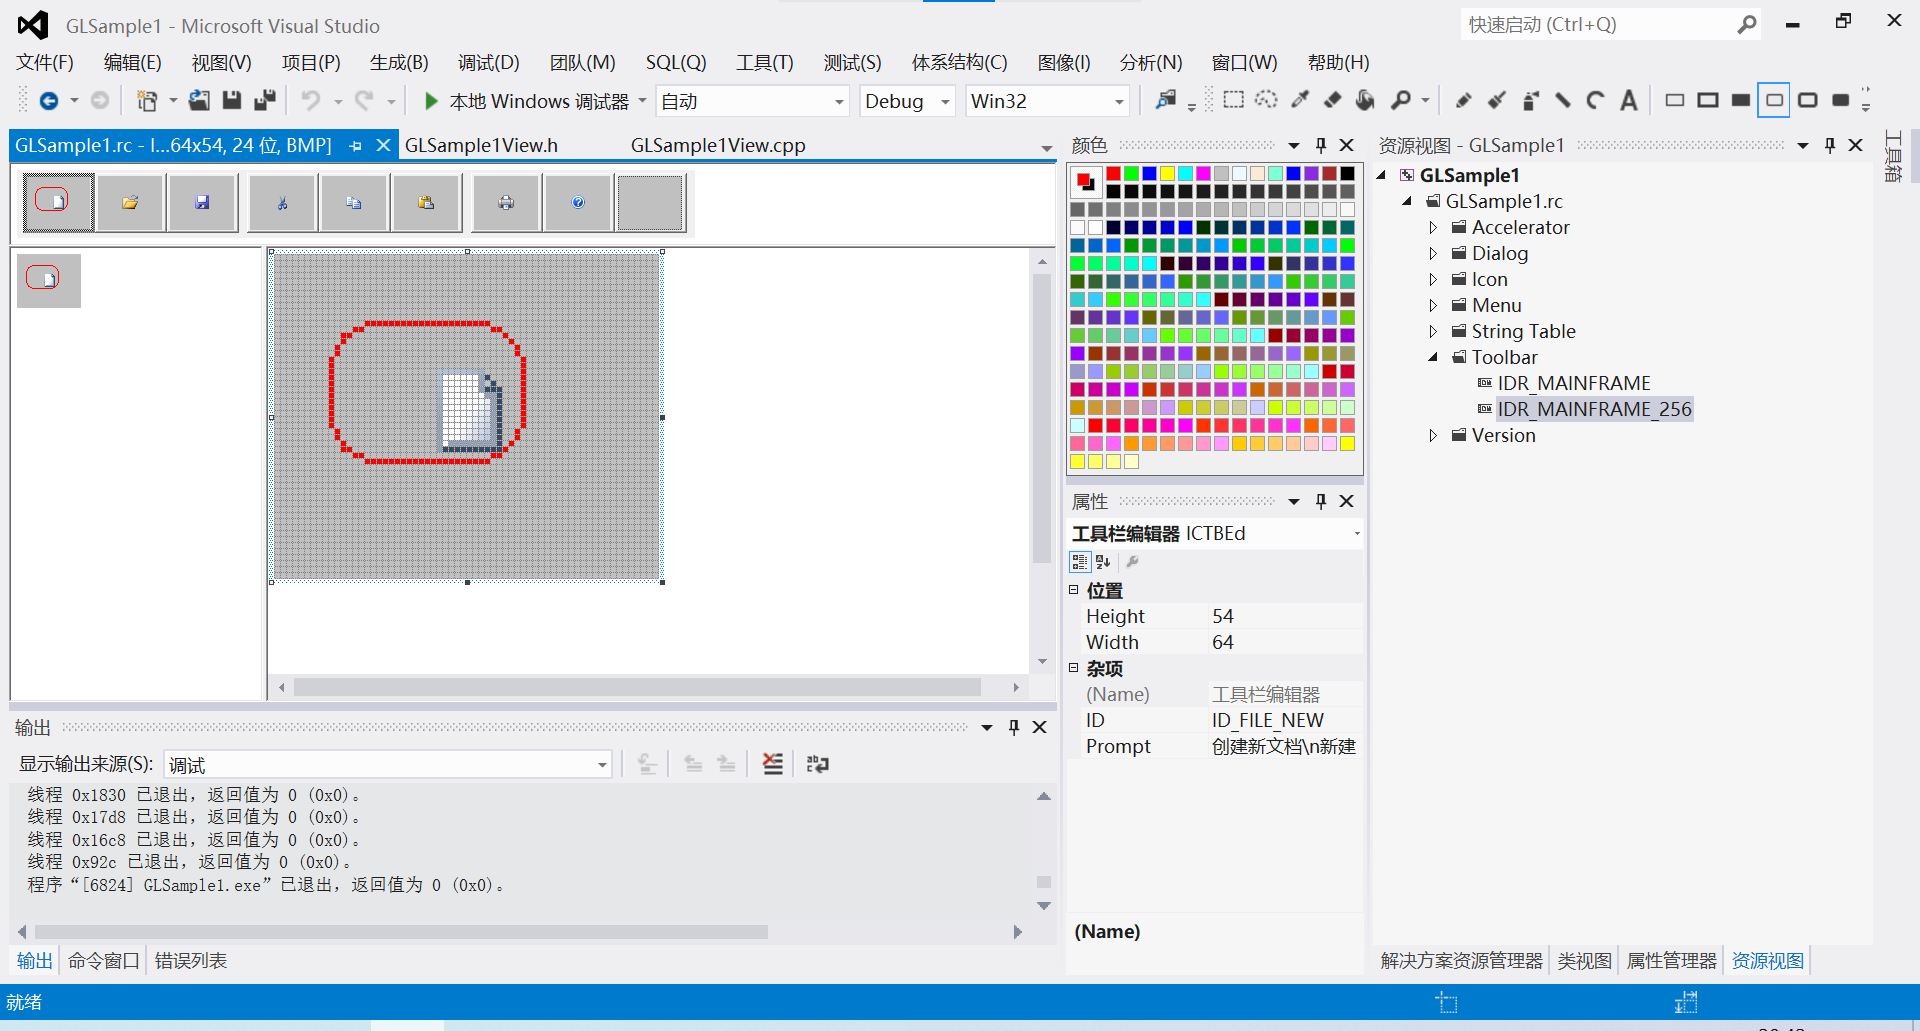 GLSample1 - Microsoft Visual Studio
快速启动 (Ctrl+Q)
文件(F) 编辑(E) 视图(V) 项目(P) 生成(B) 调试(D) 团队(M) SQL(Q) 工具(T) 测试(S) 体系结构(C) 图像(I) 分析(N) 窗口(W) 帮助(H)
本地 Windows 调试器 自动 Debug Win32
GLSample1.rc - I...64x54, 24 位, BMP] GLSample1View.h GLSample1View.cpp
颜色
资源视图 - GLSample1
工具箱
GLSample1
GLSample1.rc
Accelerator
Dialog
Icon
Menu
String Table
Toolbar
IDR_MAINFRAME
IDR_MAINFRAME_256
Version
属性
工具栏编辑器 ICTBEd
位置
Height 54
Width 64
杂项
(Name) 工具栏编辑器
ID ID_FILE_NEW
Prompt 创建新文档\n新建
(Name)
输出
显示输出来源(S): 调试
线程 0x1830 已退出，返回值为 0 (0x0)。
线程 0x17d8 已退出，返回值为 0 (0x0)。
线程 0x16c8 已退出，返回值为 0 (0x0)。
线程 0x92c 已退出，返回值为 0 (0x0)。
程序“[6824] GLSample1.exe”已退出，返回值为 0 (0x0)。
输出 命令窗口 错误列表
解决方案资源管理器 类视图 属性管理器 资源视图
就绪